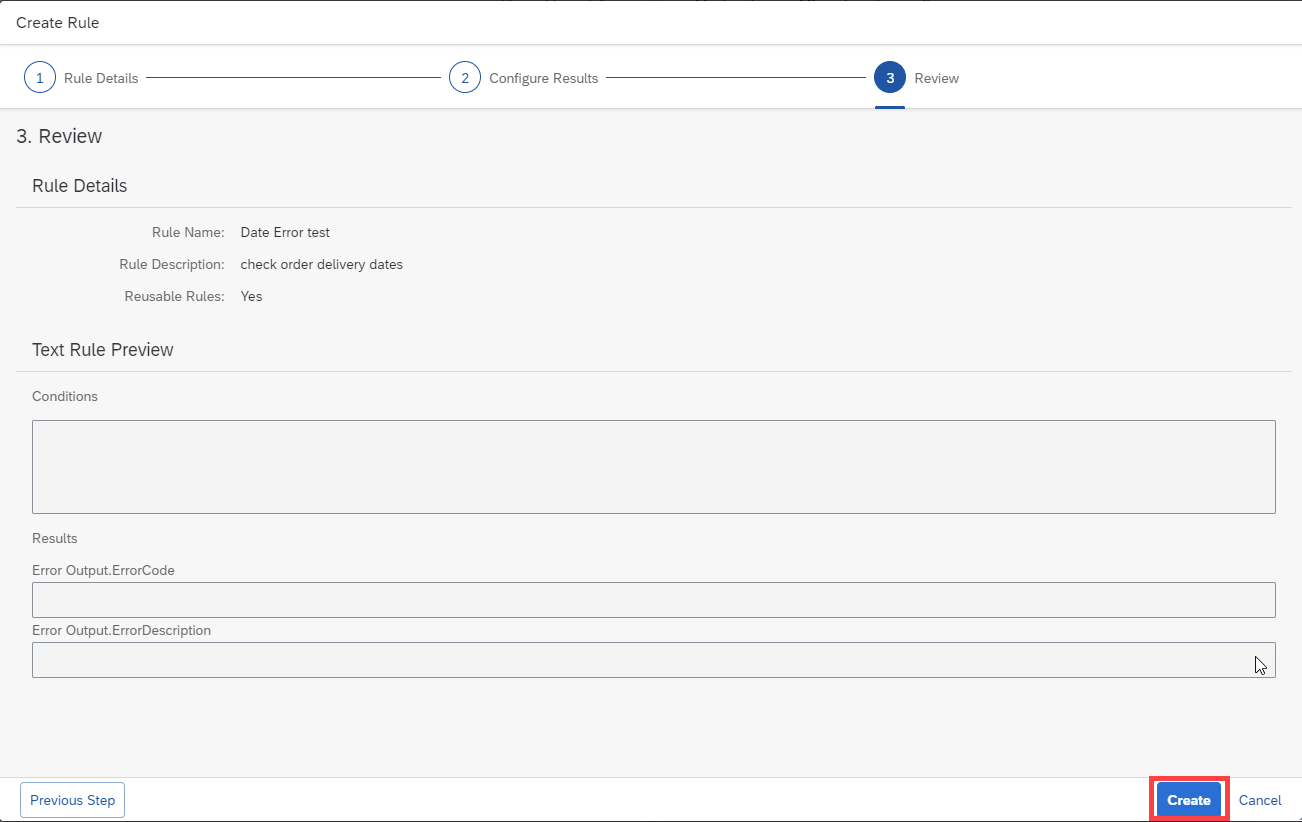 Create Rule
1 Rule Details 2 Configure Results 3 Review
3. Review
Rule Details
Rule Name: Date Error test
Rule Description: check order delivery dates
Reusable Rules: Yes
Text Rule Preview
Conditions
Results
Error Output.ErrorCode
Error Output.ErrorDescription
Previous Step Create Cancel